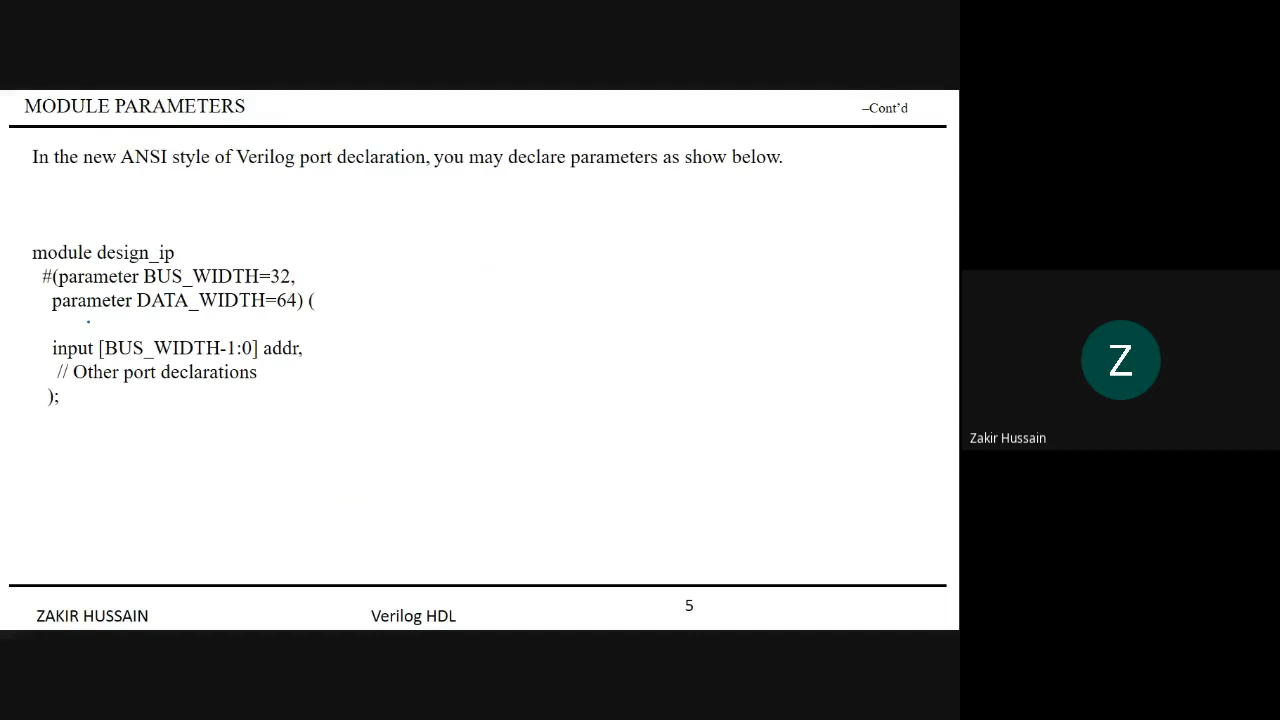 MODULE PARAMETERS
–Cont’d
In the new ANSI style of Verilog port declaration, you may declare parameters as show below.
module design_ip
#(parameter BUS_WIDTH=32,
parameter DATA_WIDTH=64) (
input [BUS_WIDTH-1:0] addr,
// Other port declarations
);
ZAKIR HUSSAIN
Verilog HDL
5
Z
Zakir Hussain